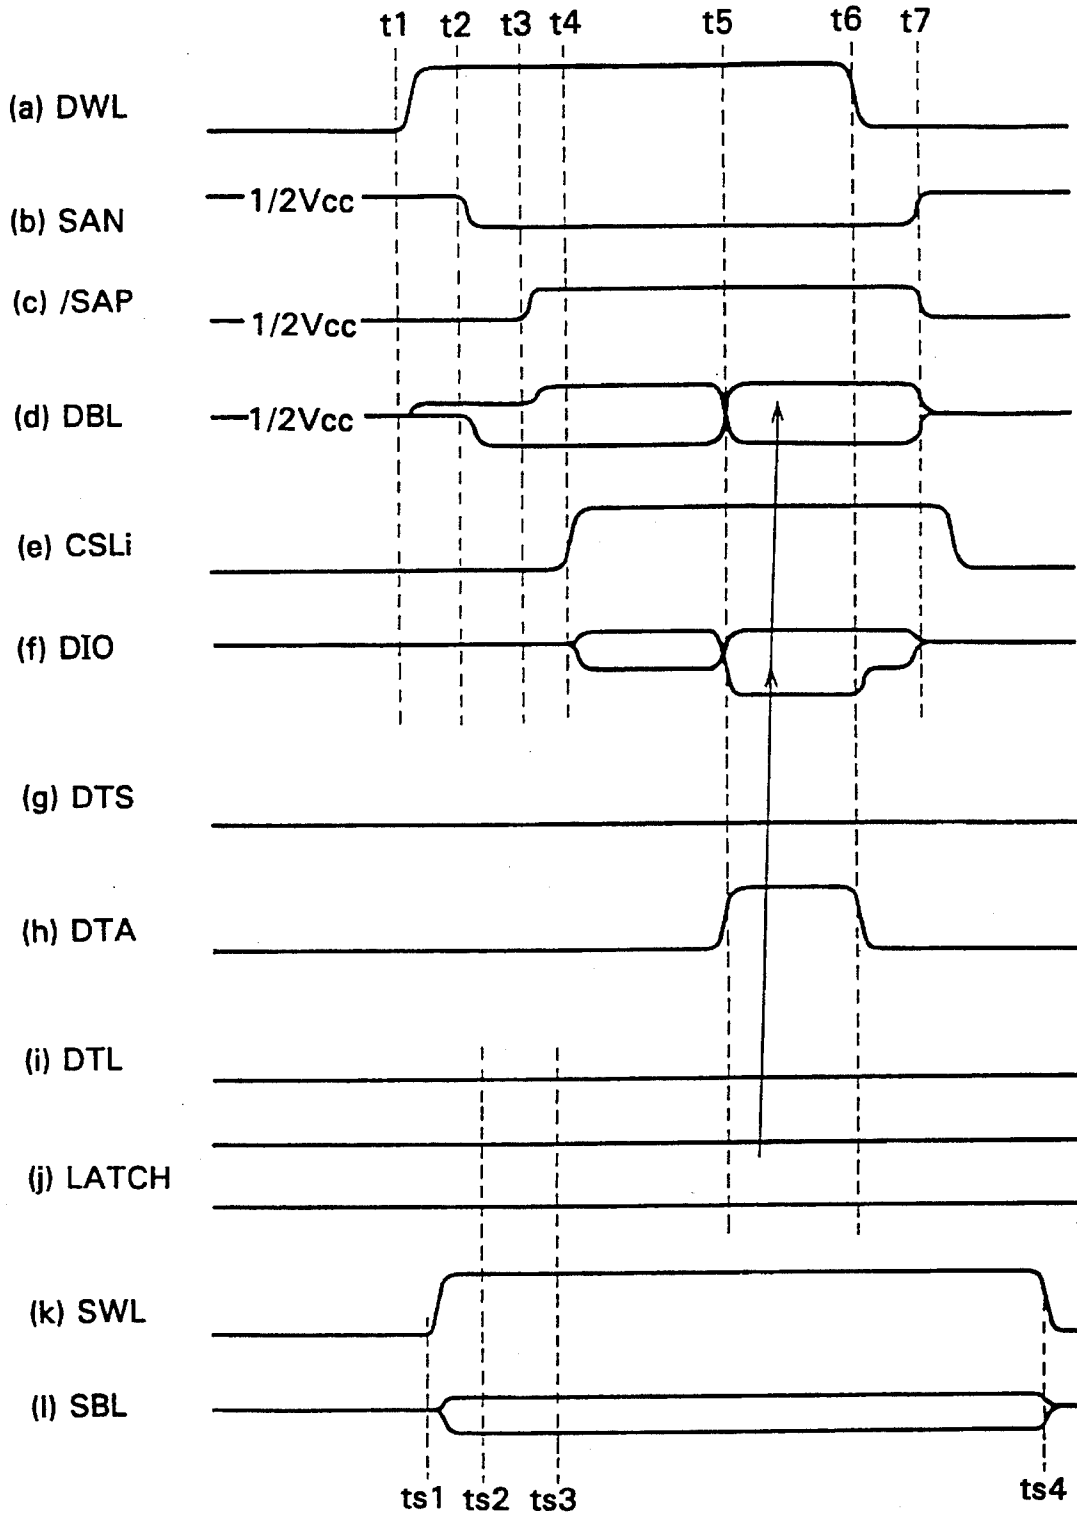 t1 t2 t3 t4 t5 t6 t7
(a) DWL
(b) SAN 1/2Vcc
(c) /SAP 1/2Vcc
(d) DBL 1/2Vcc
(e) CSLi
(f) DIO
(g) DTS
(h) DTA
(i) DTL
(j) LATCH
(k) SWL
(l) SBL
ts1 ts2 ts3 ts4